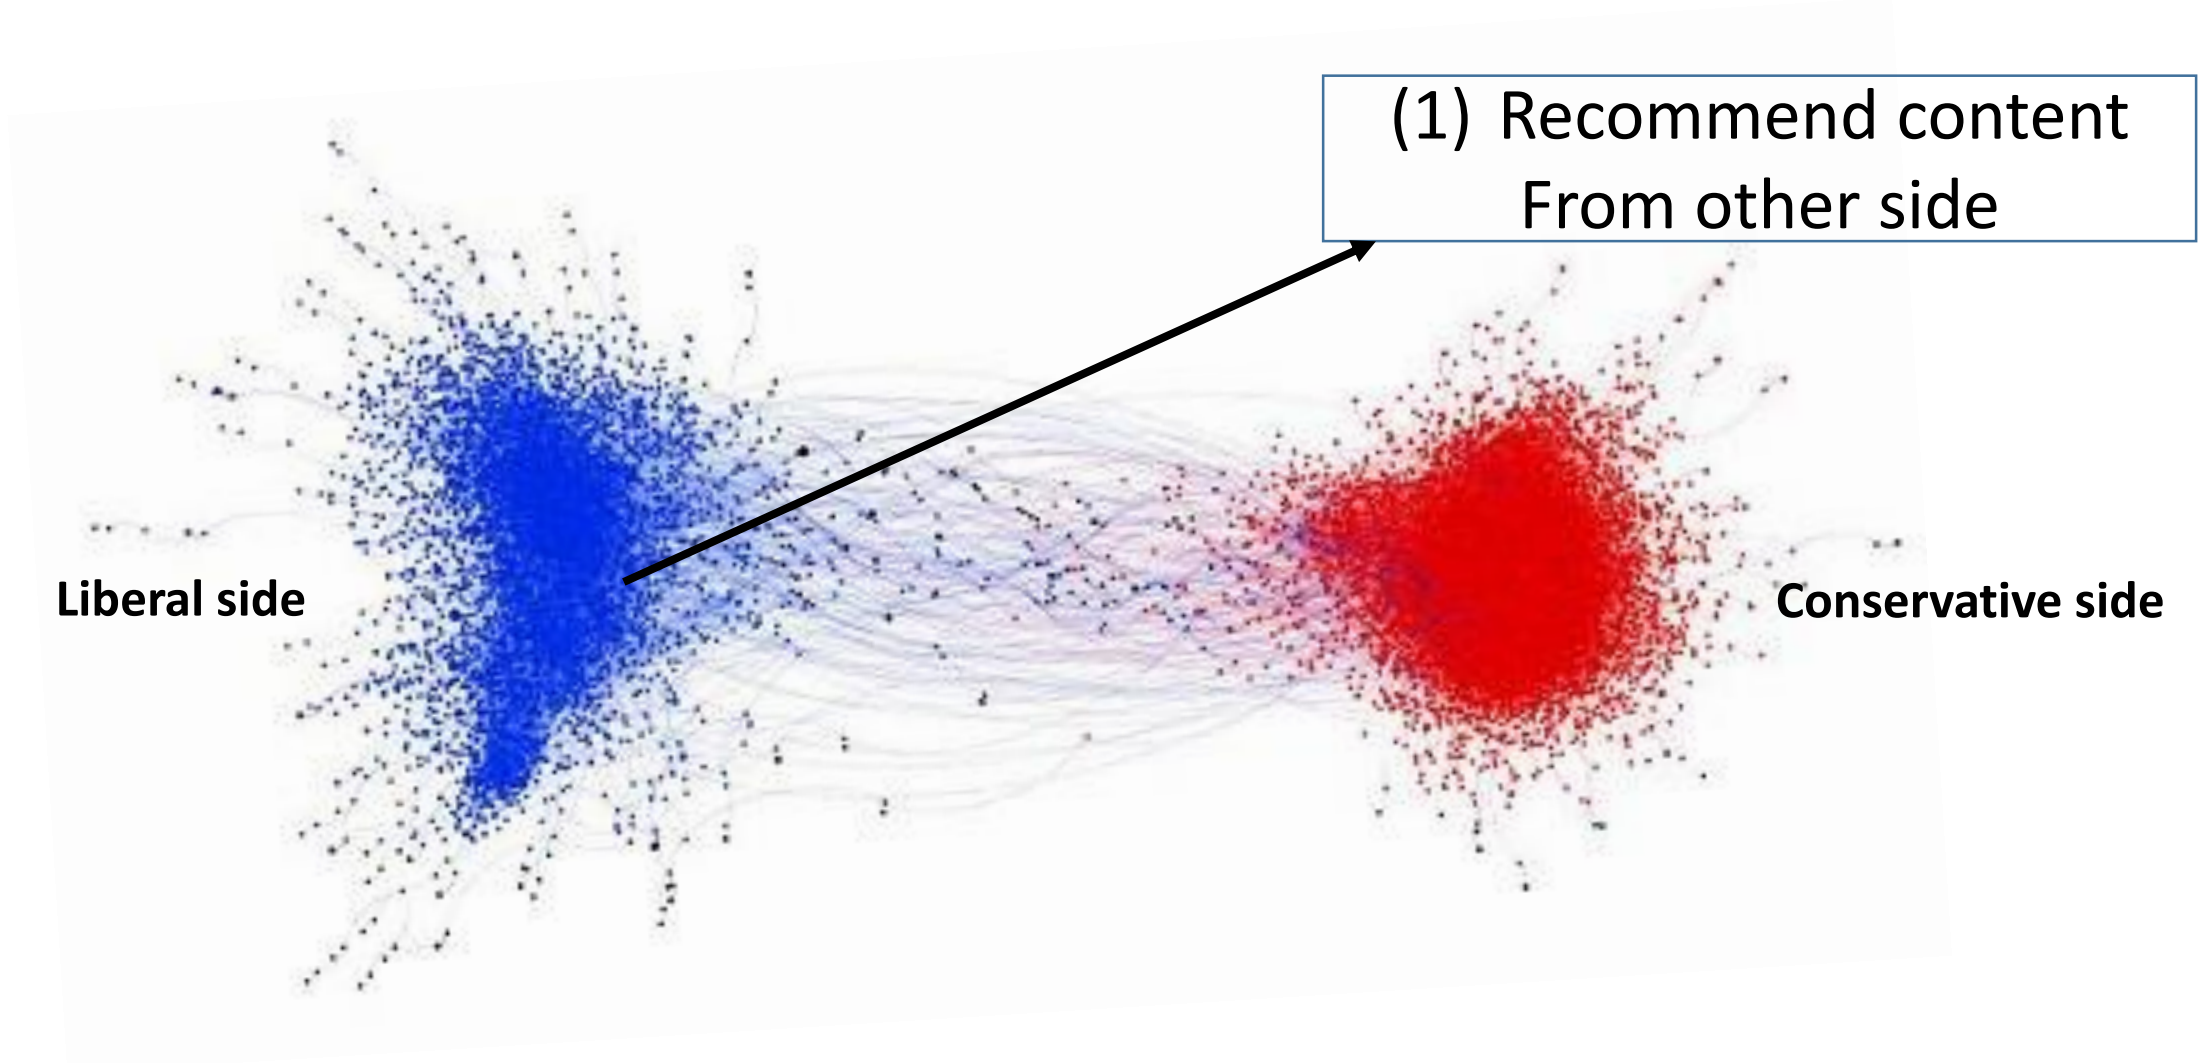 (1) Recommend content
From other side
Liberal side
Conservative side